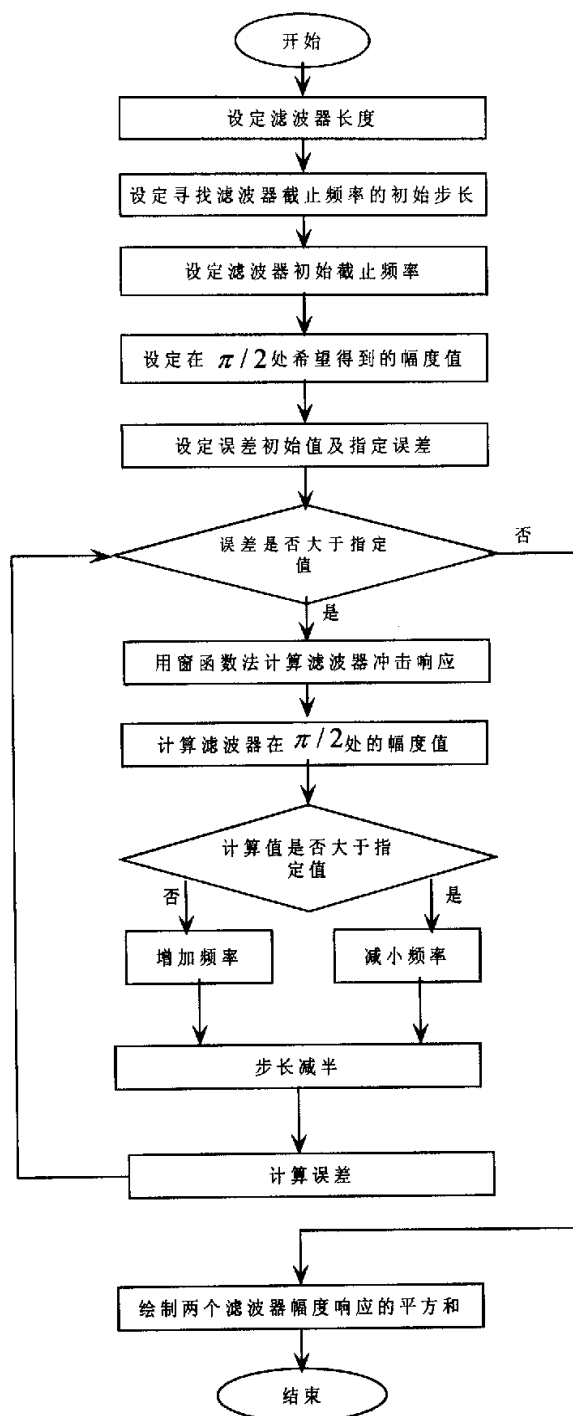 开始
设定滤波器长度
设定寻找滤波器截止频率的初始步长
设定滤波器初始截止频率
设定在 π/2处希望得到的幅度值
设定误差初始值及指定误差
误差是否大于指定
值
否
是
用窗函数法计算滤波器冲击响应
计算滤波器在π/2处的幅度值
计算值是否大于指
定值
否
是
增加频率
减小频率
步长减半
计算误差
绘制两个滤波器幅度响应的平方和
结束